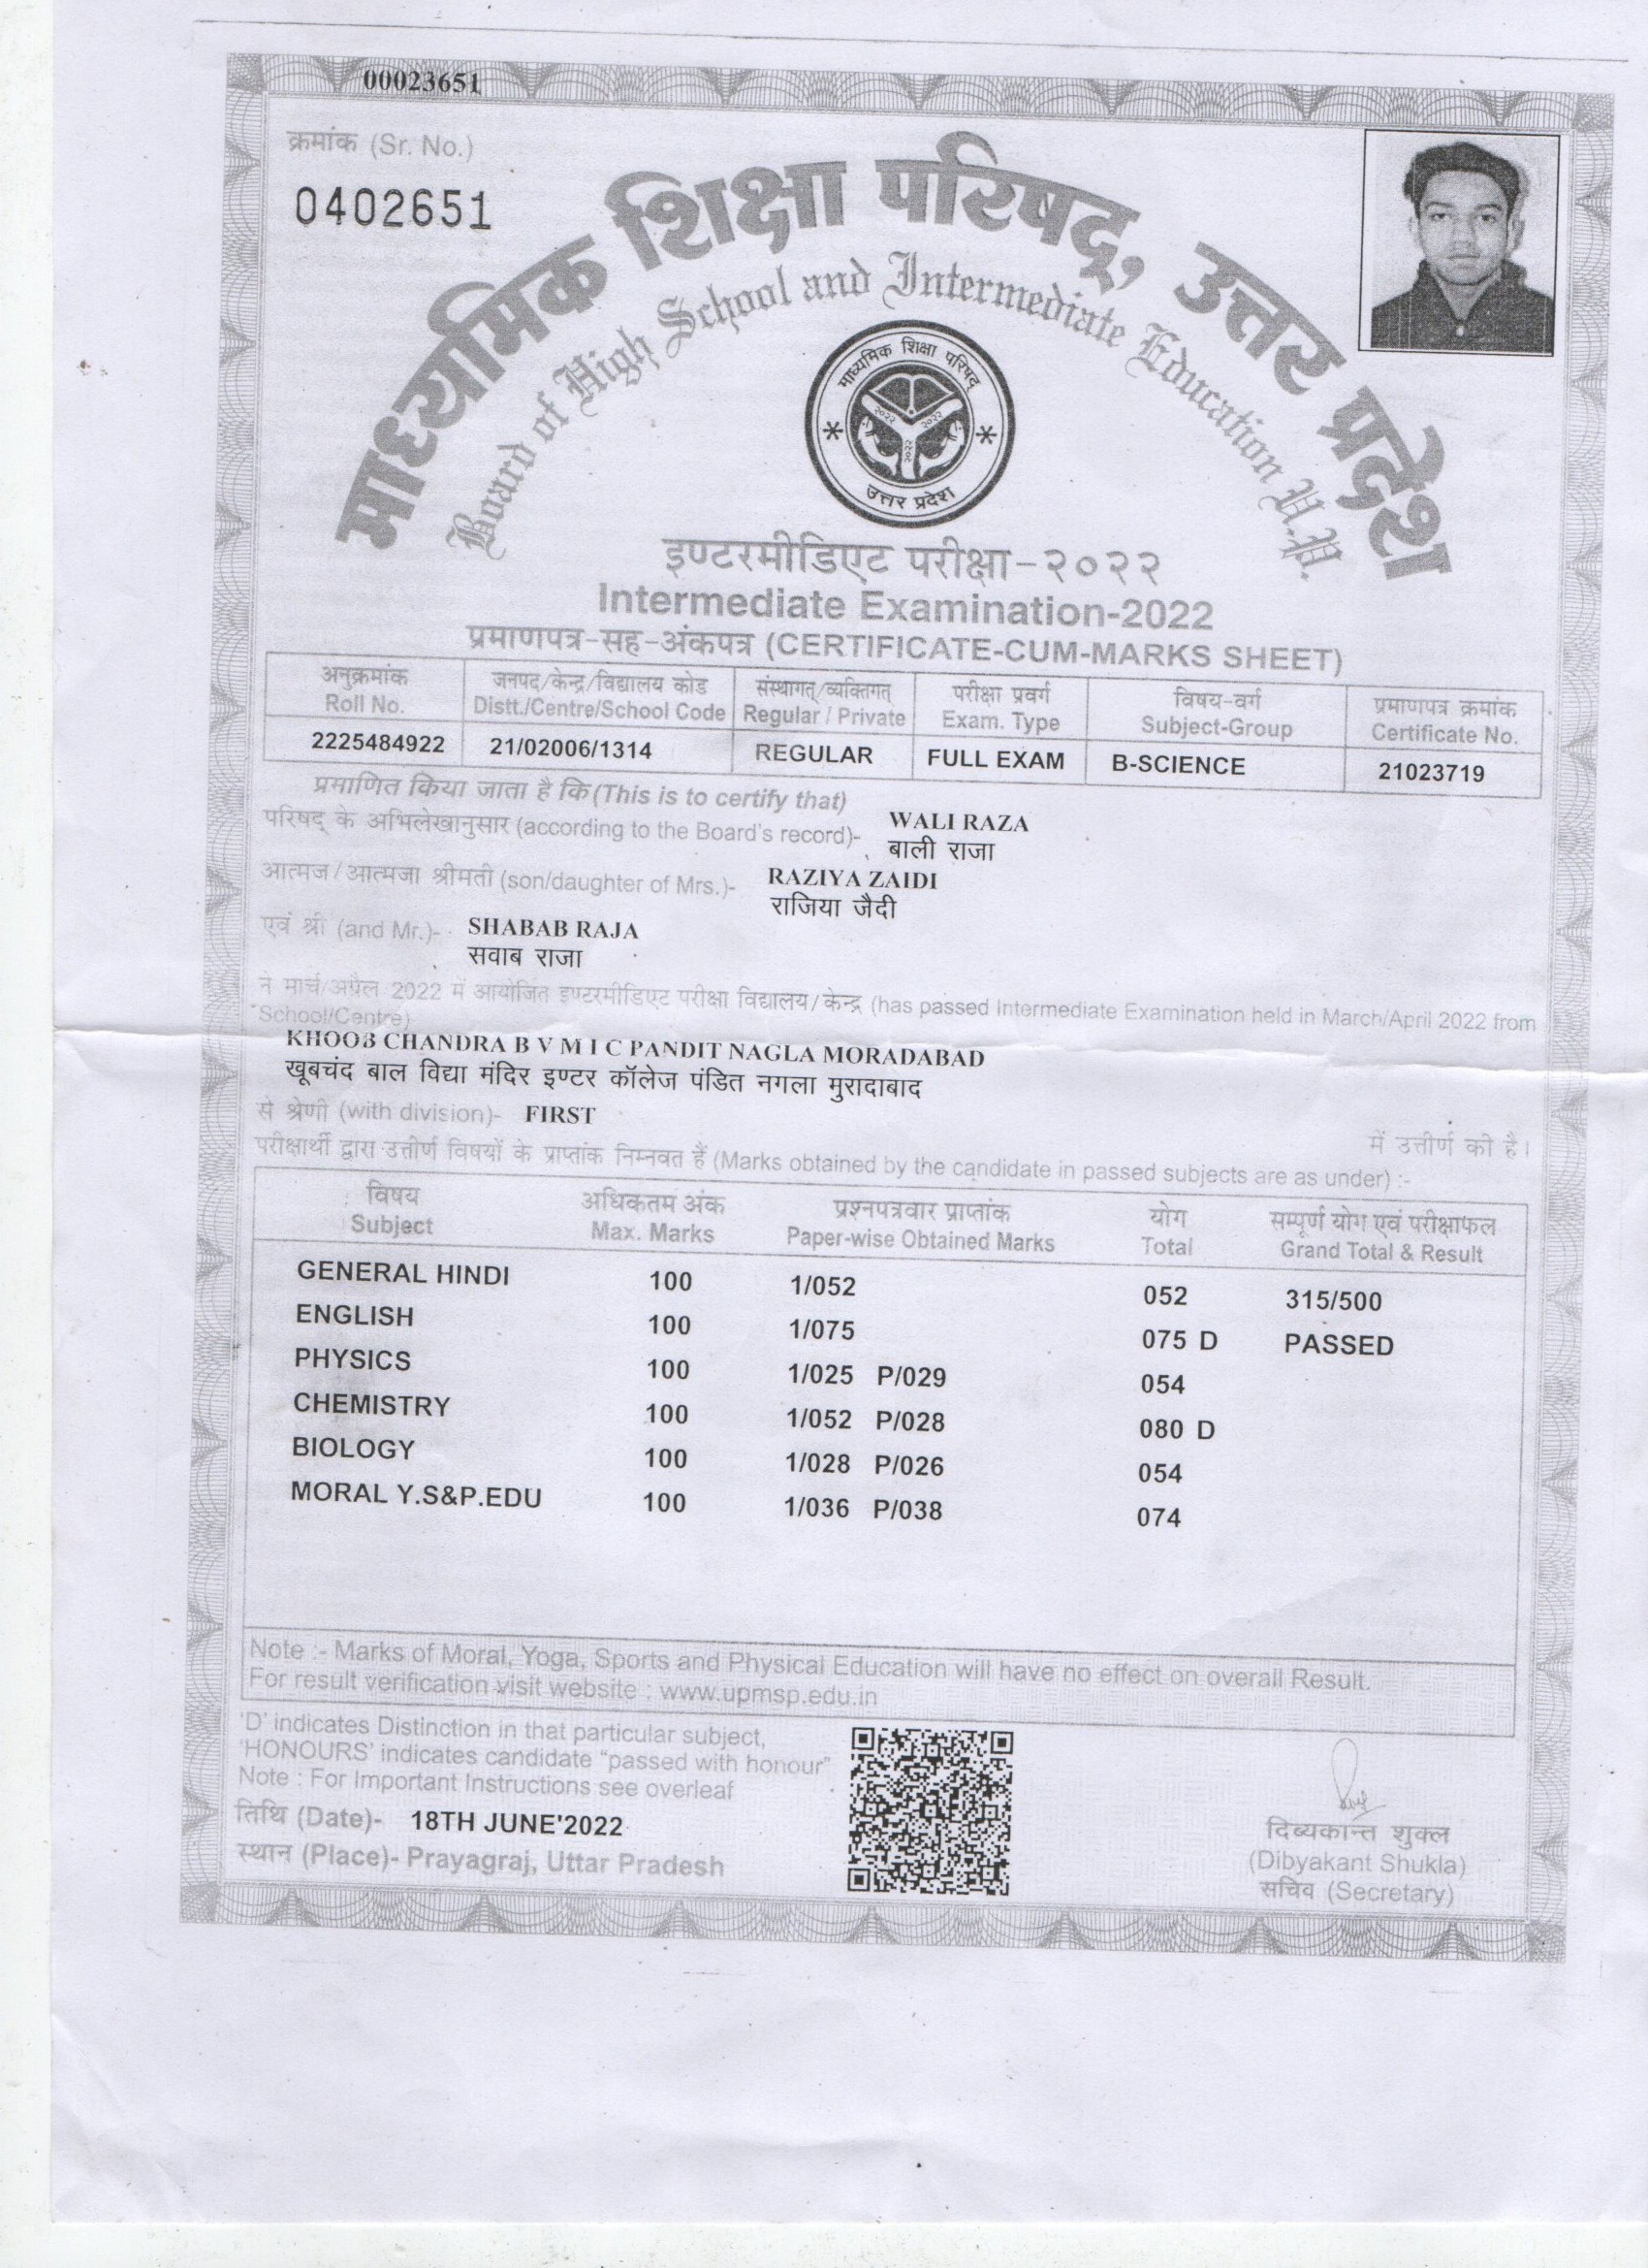 00023651
क्रमांक (Sr. No.)
0402651
माध्यमिक शिक्षा परिषद्, उत्तर प्रदेश
Board of High School and Intermediate Education U.P.
माध्यमिक शिक्षा परिषद्
२०२२ २०२२
२०२२
उत्तर प्रदेश
इण्टरमीडिएट परीक्षा-२०२२
Intermediate Examination-2022
प्रमाणपत्र-सह-अंकपत्र (CERTIFICATE-CUM-MARKS SHEET)
अनुक्रमांक जनपद/केन्द्र/विद्यालय कोड संस्थागत्/व्यक्तिगत् परीक्षा प्रवर्ग विषय-वर्ग प्रमाणपत्र क्रमांक
Roll No. Distt./Centre/School Code Regular / Private Exam. Type Subject-Group Certificate No.
2225484922 21/02006/1314 REGULAR FULL EXAM B-SCIENCE 21023719
प्रमाणित किया जाता है कि (This is to certify that)
परिषद् के अभिलेखानुसार (according to the Board's record)- WALI RAZA
बाली राजा
आत्मज/आत्मजा श्रीमती (son/daughter of Mrs.)- RAZIYA ZAIDI
राजिया जैदी
एवं श्री (and Mr.)- SHABAB RAJA
सवाब राजा
ने मार्च/अप्रैल 2022 में आयोजित इण्टरमीडिएट परीक्षा विद्यालय/केन्द्र (has passed Intermediate Examination held in March/April 2022 from
School/Centre)
KHOOB CHANDRA B V M I C PANDIT NAGLA MORADABAD
खूबचंद बाल विद्या मंदिर इण्टर कॉलेज पंडित नगला मुरादाबाद
से श्रेणी (with division)- FIRST
में उत्तीर्ण की है।
परीक्षार्थी द्वारा उत्तीर्ण विषयों के प्राप्तांक निम्नवत हैं (Marks obtained by the candidate in passed subjects are as under) :-
विषय अधिकतम अंक प्रश्नपत्रवार प्राप्तांक योग सम्पूर्ण योग एवं परीक्षाफल
Subject Max. Marks Paper-wise Obtained Marks Total Grand Total & Result
GENERAL HINDI 100 1/052 052 315/500
ENGLISH 100 1/075 075 D PASSED
PHYSICS 100 1/025 P/029 054
CHEMISTRY 100 1/052 P/028 080 D
BIOLOGY 100 1/028 P/026 054
MORAL Y.S&P.EDU 100 1/036 P/038 074
Note :- Marks of Moral, Yoga, Sports and Physical Education will have no effect on overall Result.
For result verification visit website : www.upmsp.edu.in
'D' indicates Distinction in that particular subject,
'HONOURS' indicates candidate "passed with honour"
Note : For Important Instructions see overleaf
तिथि (Date)- 18TH JUNE'2022
स्थान (Place)- Prayagraj, Uttar Pradesh
दिब्यकान्त शुक्ल
(Dibyakant Shukla)
सचिव (Secretary)